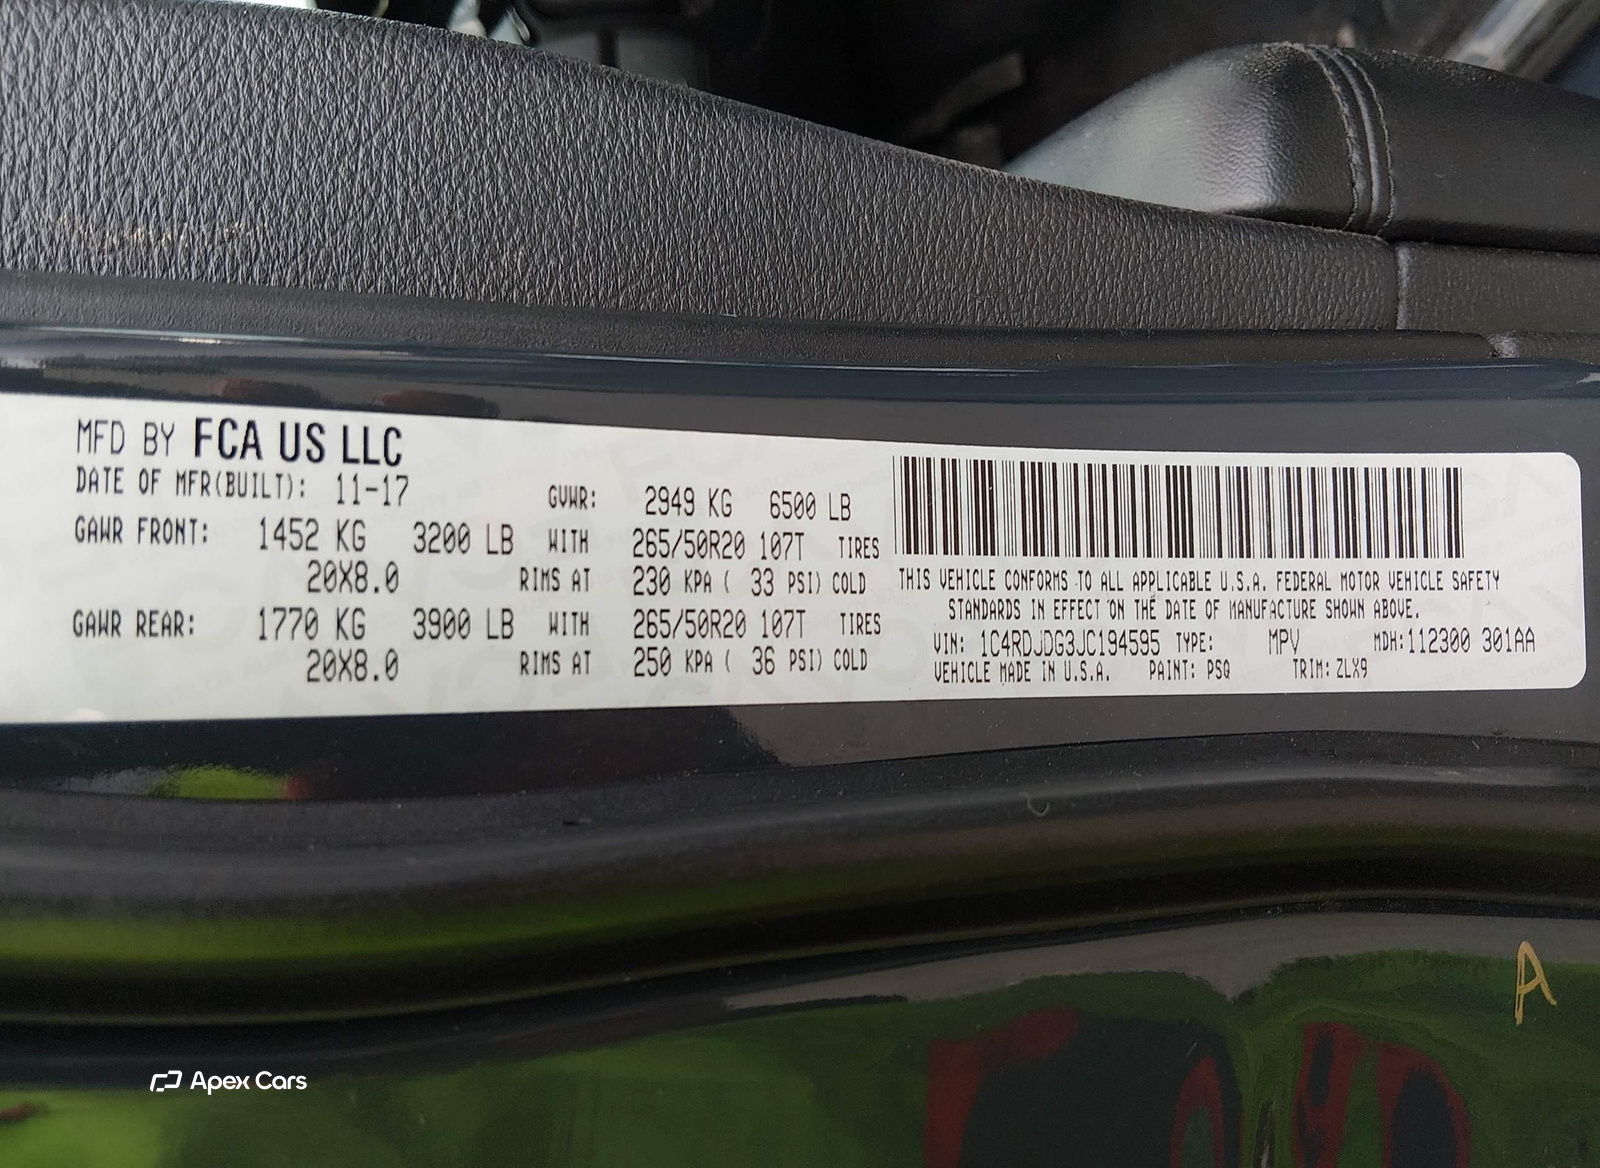 MFD BY FCA US LLC
DATE OF MFR(BUILT): 11-17 GVWR: 2949 KG 6500 LB
GAWR FRONT: 1452 KG 3200 LB WITH 265/50R20 107T TIRES
20X8.0 RIMS AT 230 KPA ( 33 PSI) COLD
GAWR REAR: 1770 KG 3900 LB WITH 265/50R20 107T TIRES
20X8.0 RIMS AT 250 KPA ( 36 PSI) COLD
THIS VEHICLE CONFORMS TO ALL APPLICABLE U.S.A. FEDERAL MOTOR VEHICLE SAFETY
STANDARDS IN EFFECT ON THE DATE OF MANUFACTURE SHOWN ABOVE.
VIN: 1C4RDJDG3JC194595 TYPE: MPV MDH:112300 301AA
VEHICLE MADE IN U.S.A. PAINT: PSQ TRIM: ZLX9
A
Apex Cars